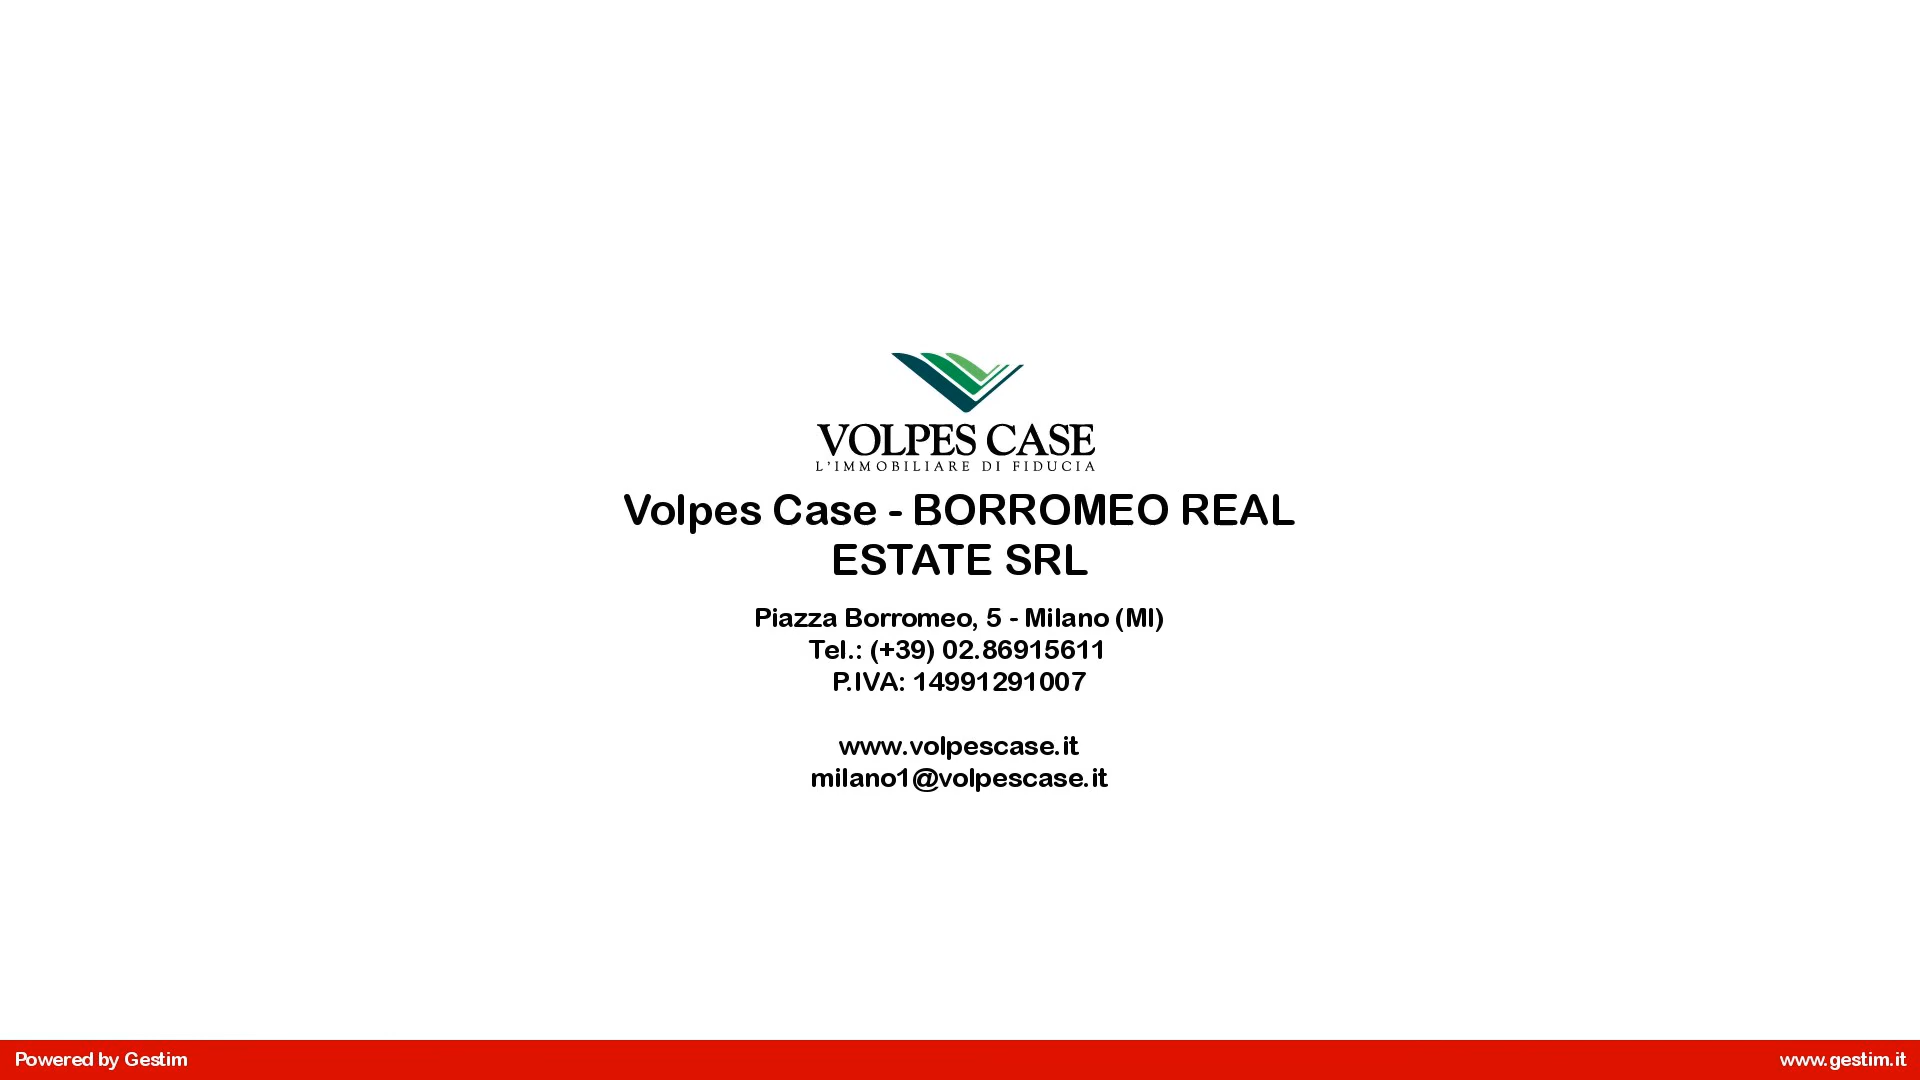 VOLPES CASE
L'IMMOBILIARE DI FIDUCIA
Volpes Case - BORROMEO REAL
ESTATE SRL
Piazza Borromeo, 5 - Milano (MI)
Tel.: (+39) 02.86915611
P.IVA: 14991291007
www.volpescase.it
milano1@volpescase.it
Powered by Gestim
www.gestim.it